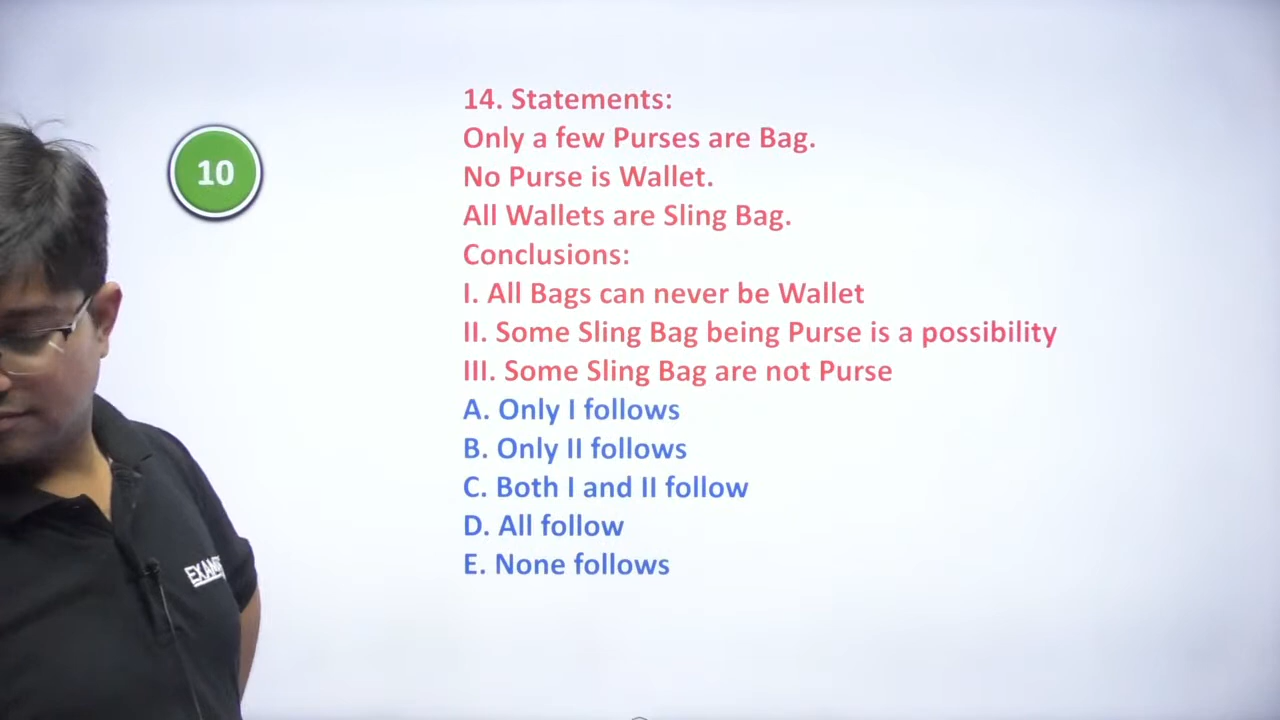 14. Statements:
Only a few Purses are Bag.
No Purse is Wallet.
All Wallets are Sling Bag.
Conclusions:
I. All Bags can never be Wallet
II. Some Sling Bag being Purse is a possibility
III. Some Sling Bag are not Purse
A. Only I follows
B. Only II follows
C. Both I and II follow
D. All follow
E. None follows
10